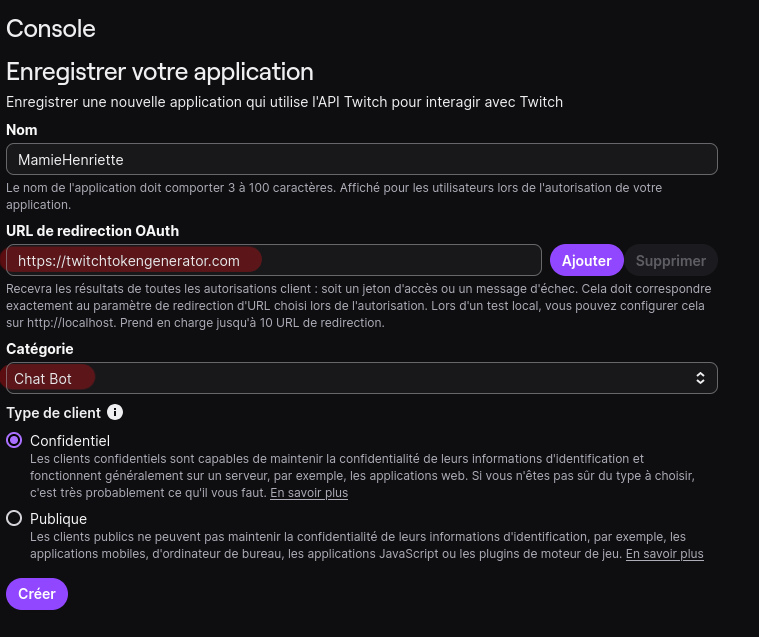 Console
Enregistrer votre application
Enregistrer une nouvelle application qui utilise l'API Twitch pour interagir avec Twitch
Nom
MamieHenriette
Le nom de l'application doit comporter 3 à 100 caractères. Affiché pour les utilisateurs lors de l'autorisation de votre
application.
URL de redirection OAuth
https://twitchtokengenerator.com
Ajouter
Supprimer
Recevra les résultats de toutes les autorisations client : soit un jeton d'accès ou un message d'échec. Cela doit correspondre
exactement au paramètre de redirection d'URL choisi lors de l'autorisation. Lors d'un test local, vous pouvez configurer cela
sur http://localhost. Prend en charge jusqu'à 10 URL de redirection.
Catégorie
Chat Bot
Type de client
Confidentiel
Les clients confidentiels sont capables de maintenir la confidentialité de leurs informations d'identification et
fonctionnent généralement sur un serveur, par exemple, les applications web. Si vous n'êtes pas sûr du type à choisir,
c'est très probablement ce qu'il vous faut. En savoir plus
Publique
Les clients publics ne peuvent pas maintenir la confidentialité de leurs informations d'identification, par exemple, les
applications mobiles, d'ordinateur de bureau, les applications JavaScript ou les plugins de moteur de jeu. En savoir plus
Créer